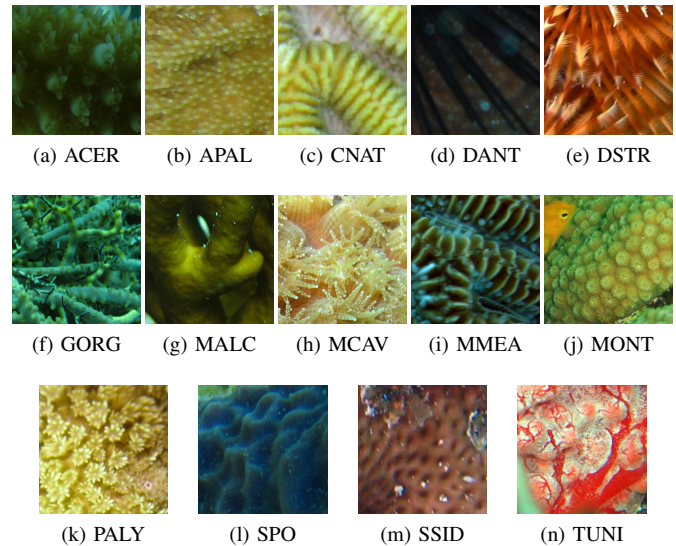 (a) ACER (b) APAL (c) CNAT (d) DANT (e) DSTR
(f) GORG (g) MALC (h) MCAV (i) MMEA (j) MONT
(k) PALY (l) SPO (m) SSID (n) TUNI